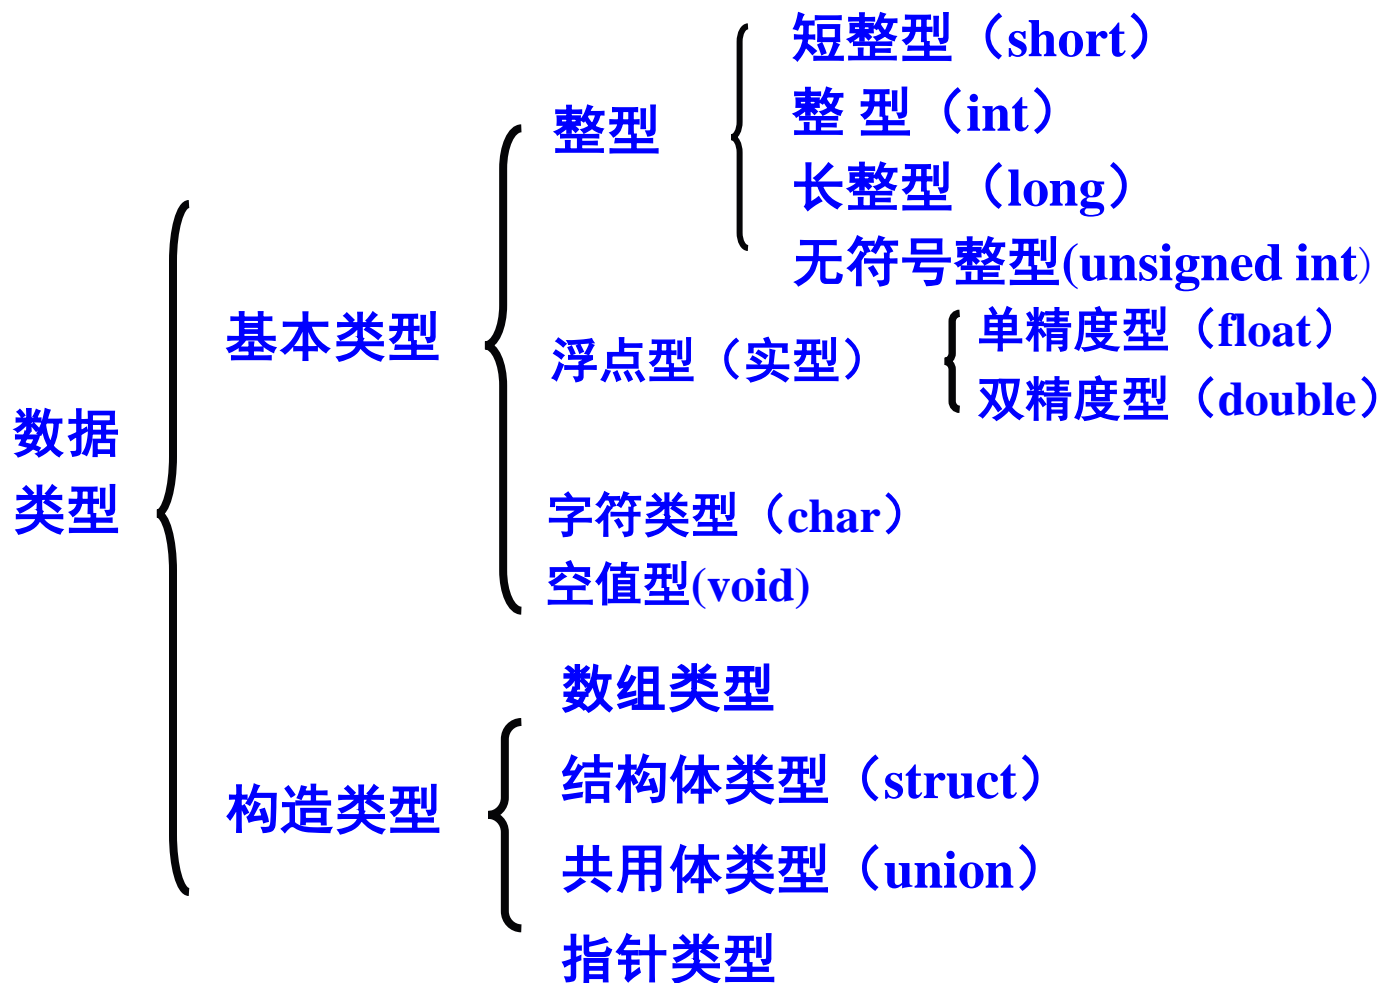 短整型（short）
整 型（int）
整型
长整型（long）
无符号整型(unsigned int)
基本类型
浮点型（实型）
单精度型（float）
双精度型（double）
数据
类型
字符类型（char）
空值型(void)
数组类型
构造类型
结构体类型（struct）
共用体类型（union）
指针类型